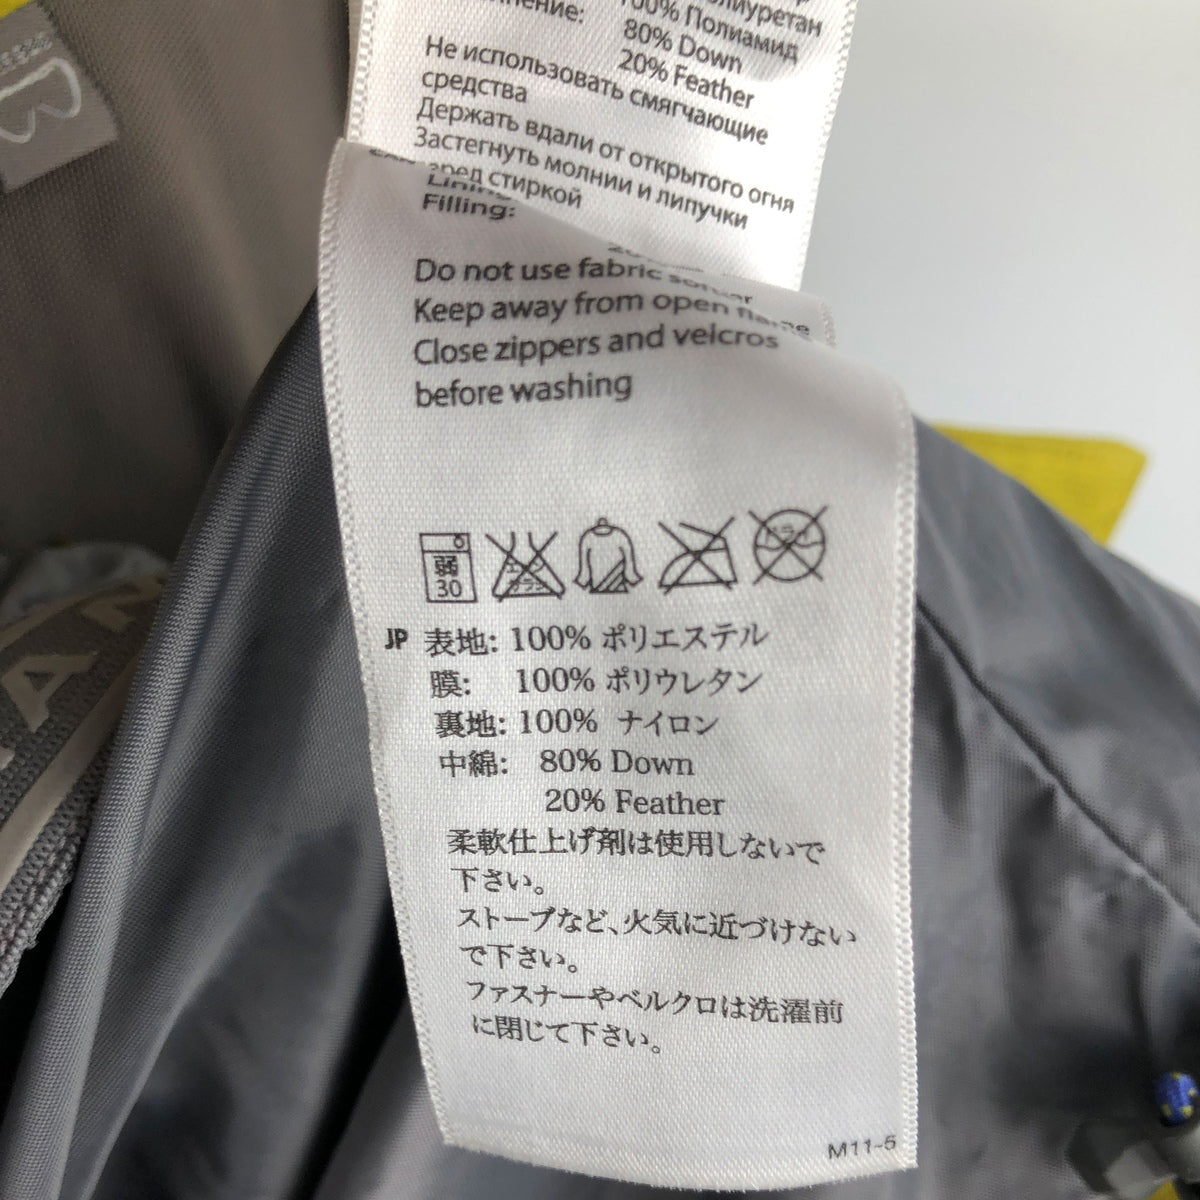 100% Полиамид
80% Down
20% Feather
Не использовать смягчающие
средства
Держать вдали от открытого огня
Застегнуть молнии и липучки
стиркой
Filling:
Do not use fabric
Keep away from open
Close zippers and velcros
before washing
弱
30
JP 表地: 100% ポリエステル
膜: 100% ポリウレタン
裏地: 100% ナイロン
中綿: 80% Down
20% Feather
柔軟仕上げ剤は使用しないで
下さい。
ストーブなど、火気に近づけない
で下さい。
ファスナーやベルクロは洗濯前
に閉じて下さい。
M11-5